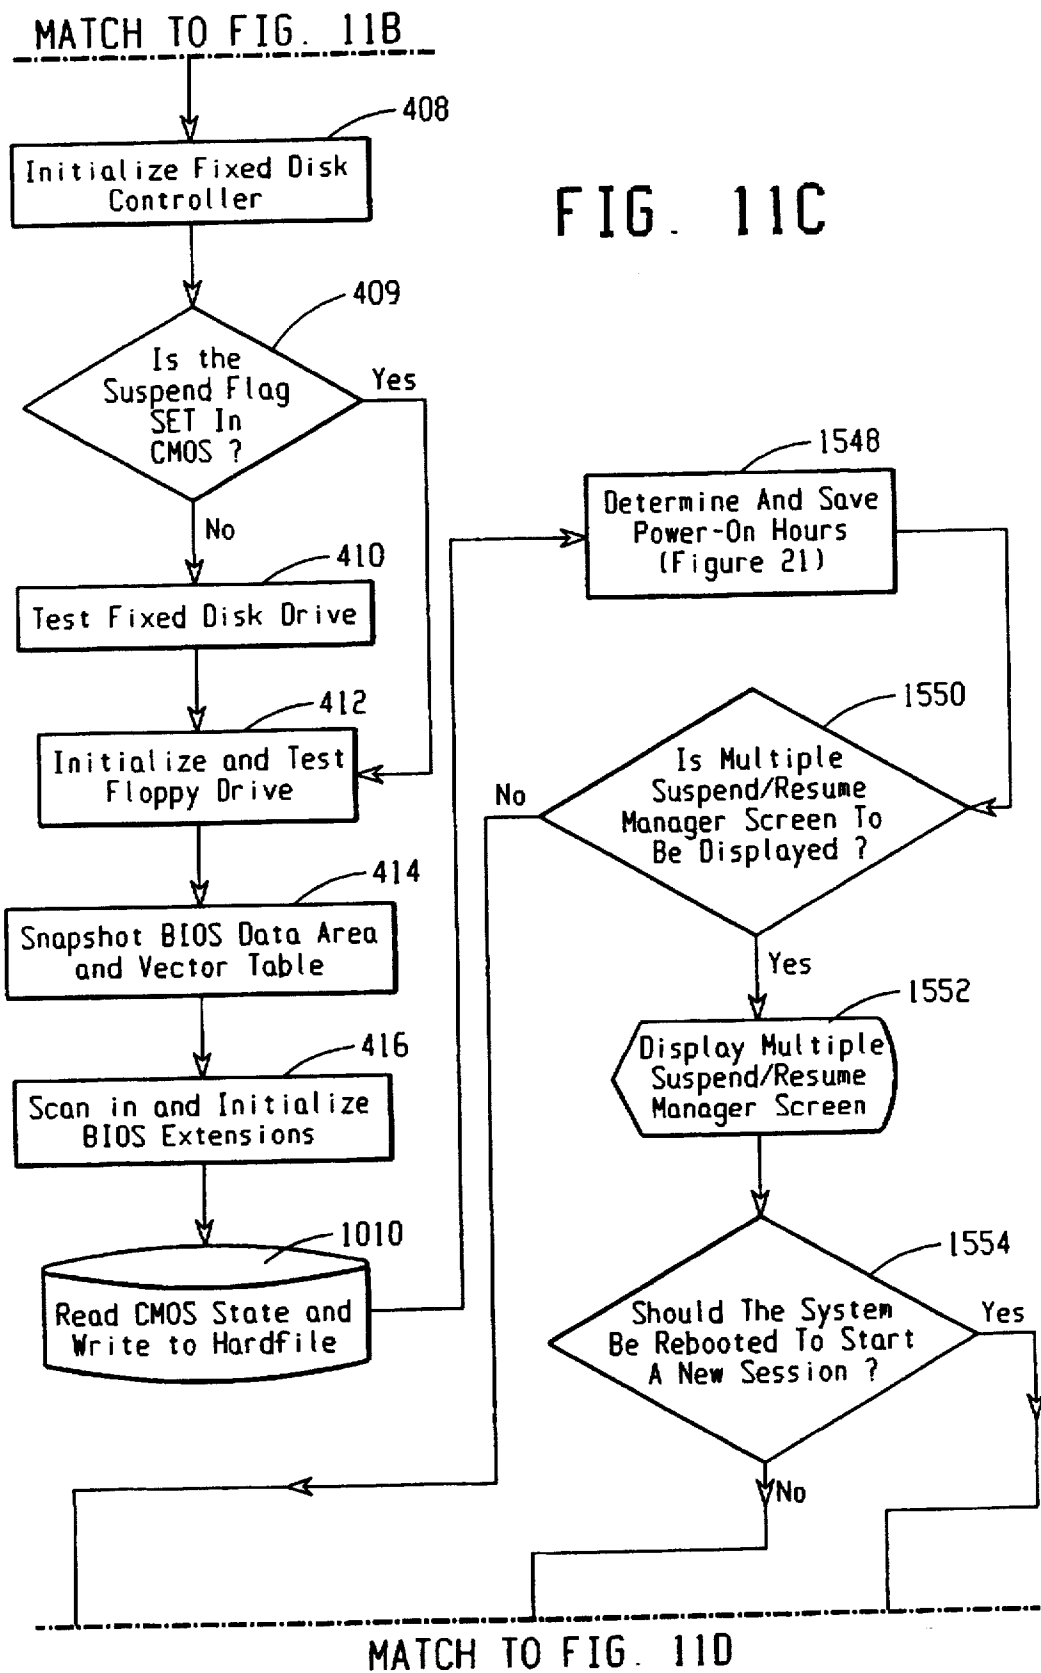 MATCH TO FIG. 11B
408
Initialize Fixed Disk
Controller
FIG. 11C
409
Is the
Suspend Flag
SET In
CMOS ?
Yes
No
410
Test Fixed Disk Drive
412
Initialize and Test
Floppy Drive
414
Snapshot BIOS Data Area
and Vector Table
416
Scan in and Initialize
BIOS Extensions
1010
Read CMOS State and
Write to Hardfile
1548
Determine And Save
Power-On Hours
(Figure 21)
1550
Is Multiple
Suspend/Resume
Manager Screen To
Be Displayed ?
No
Yes
1552
Display Multiple
Suspend/Resume
Manager Screen
1554
Should The System
Be Rebooted To Start
A New Session ?
Yes
No
MATCH TO FIG. 11D